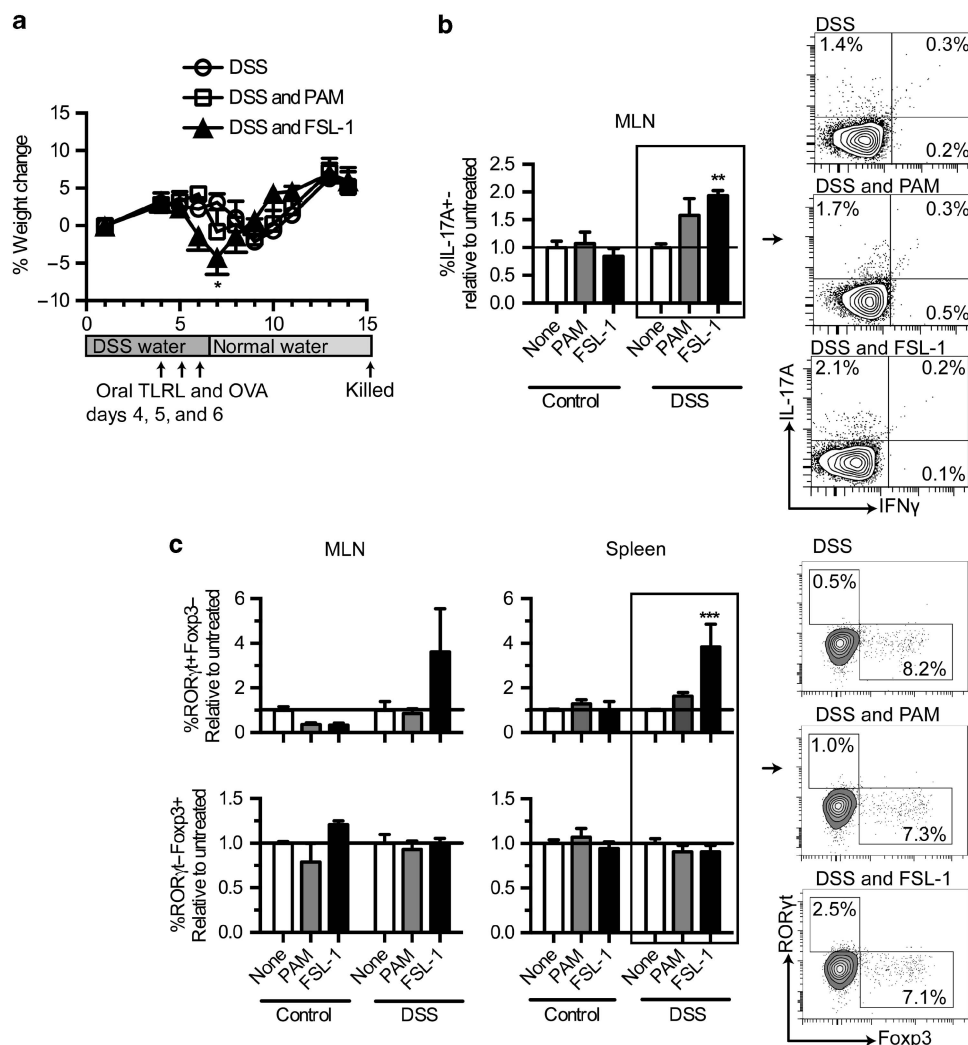 a
DSS
DSS and PAM
DSS and FSL-1
% Weight change
15
10
5
0
−5
−10
*
0 5 10 15
DSS water Normal water
Oral TLRL and OVA
days 4, 5, and 6
Killed
b
MLN
%IL-17A+-
relative to untreated
2.5
2.0
1.5
1.0
0.5
0.0
**
None PAM FSL-1 None PAM FSL-1
Control DSS
DSS
1.4% 0.3%
0.2%
DSS and PAM
1.7% 0.3%
0.5%
DSS and FSL-1
2.1% 0.2%
0.1%
IL-17A
IFNγ
c
MLN
Spleen
%RORγt+Foxp3−
Relative to untreated
6
4
2
0
6
4
2
0
***
%RORγt−Foxp3+
Relative to untreated
1.5
1.0
0.5
0.0
1.5
1.0
0.5
0.0
None PAM FSL-1 None PAM FSL-1
Control DSS
None PAM FSL-1 None PAM FSL-1
Control DSS
DSS
0.5%
8.2%
DSS and PAM
1.0%
7.3%
DSS and FSL-1
2.5%
7.1%
RORγt
Foxp3